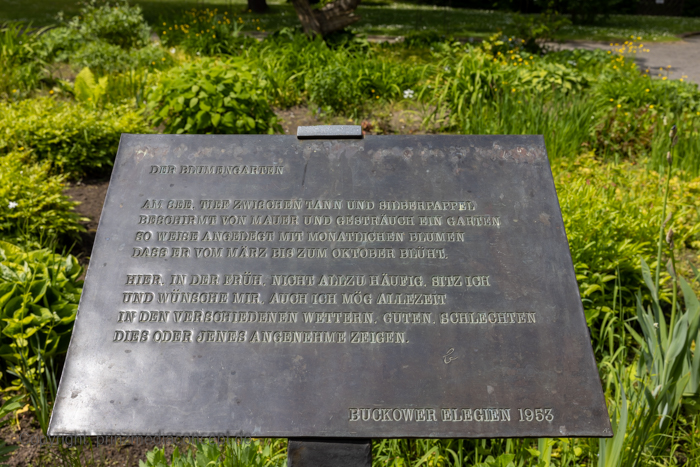 DER BLUMENGARTEN
AM SEE, TIEF ZWISCHEN TANN UND SILBERPAPPEL
BESCHIRMT VON MAUER UND GESTRÄUCH EIN GARTEN
SO WEISE ANGELEGT MIT MONATLICHEN BLUMEN
DASS ER VOM MÄRZ BIS ZUM OKTOBER BLÜHT.
HIER, IN DER FRÜH, NICHT ALLZU HÄUFIG, SITZ ICH
UND WÜNSCHE MIR, AUCH ICH MÖG ALLEZEIT
IN DEN VERSCHIEDENEN WETTERN, GUTEN, SCHLECHTEN
DIES ODER JENES ANGENEHME ZEIGEN.
BUCKOWER ELEGIEN 1953